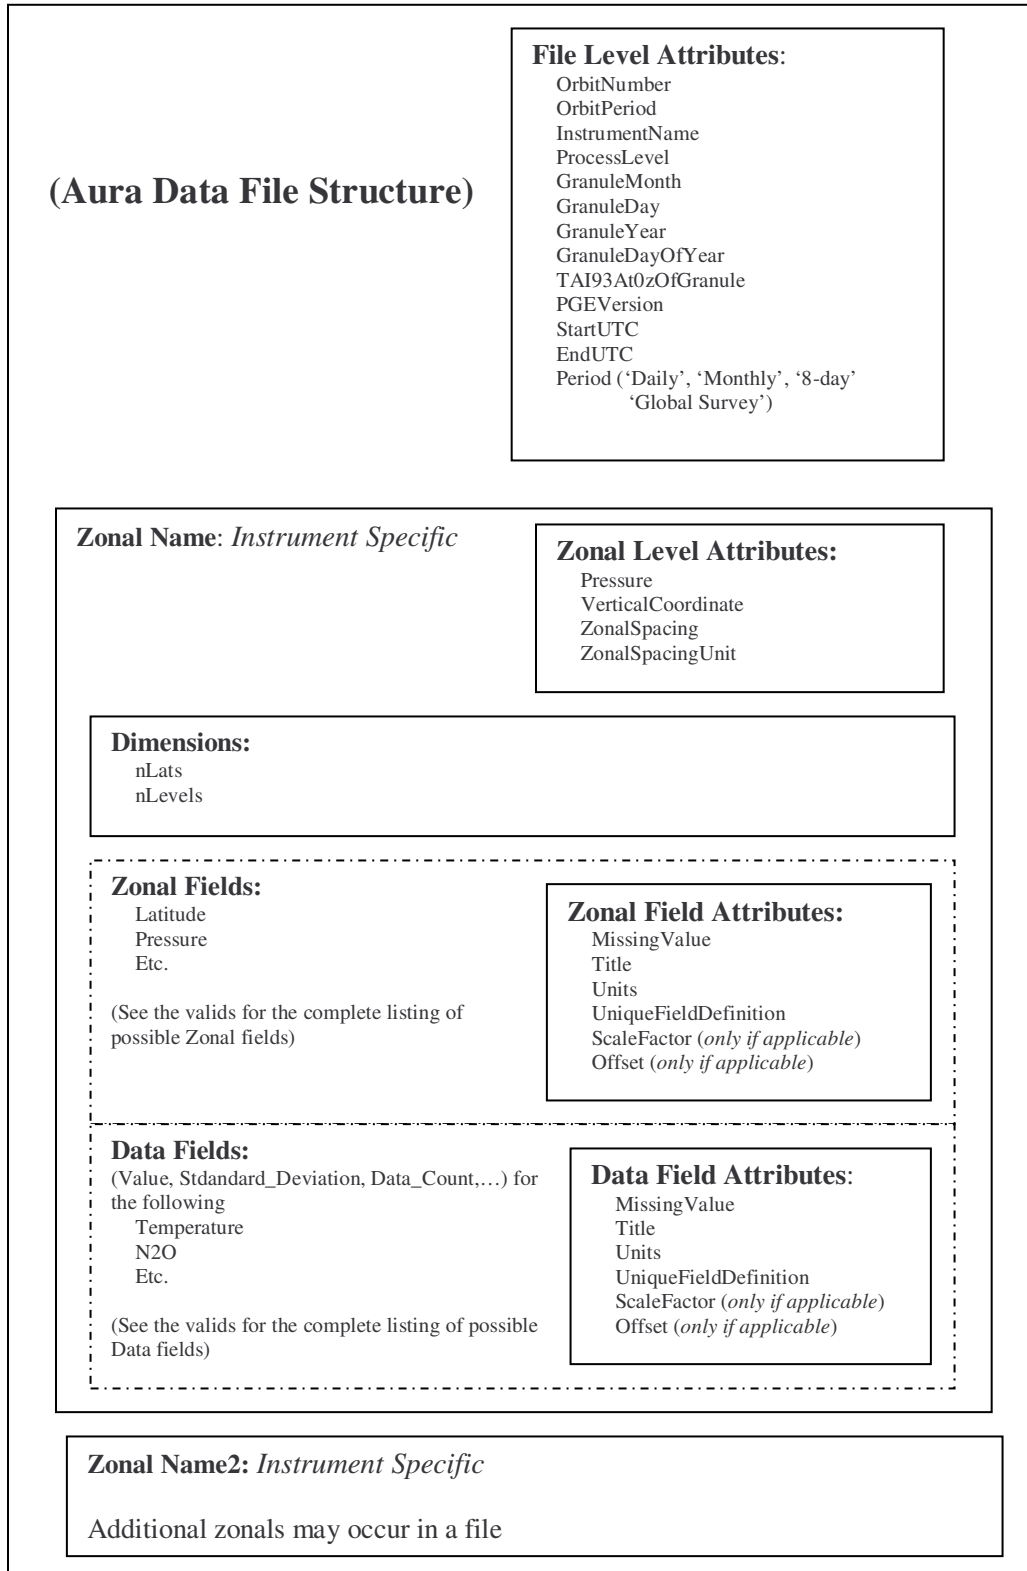 (Aura Data File Structure)
File Level Attributes:
OrbitNumber
OrbitPeriod
InstrumentName
ProcessLevel
GranuleMonth
GranuleDay
GranuleYear
GranuleDayOfYear
TAI93At0zOfGranule
PGEVersion
StartUTC
EndUTC
Period (‘Daily’, ‘Monthly’, ‘8-day’
‘Global Survey’)
Zonal Name: Instrument Specific
Zonal Level Attributes:
Pressure
VerticalCoordinate
ZonalSpacing
ZonalSpacingUnit
Dimensions:
nLats
nLevels
Zonal Fields:
Latitude
Pressure
Etc.
(See the valids for the complete listing of
possible Zonal fields)
Zonal Field Attributes:
MissingValue
Title
Units
UniqueFieldDefinition
ScaleFactor (only if applicable)
Offset (only if applicable)
Data Fields:
(Value, Stdandard_Deviation, Data_Count,…) for
the following
Temperature
N2O
Etc.
(See the valids for the complete listing of possible
Data fields)
Data Field Attributes:
MissingValue
Title
Units
UniqueFieldDefinition
ScaleFactor (only if applicable)
Offset (only if applicable)
Zonal Name2: Instrument Specific
Additional zonals may occur in a file